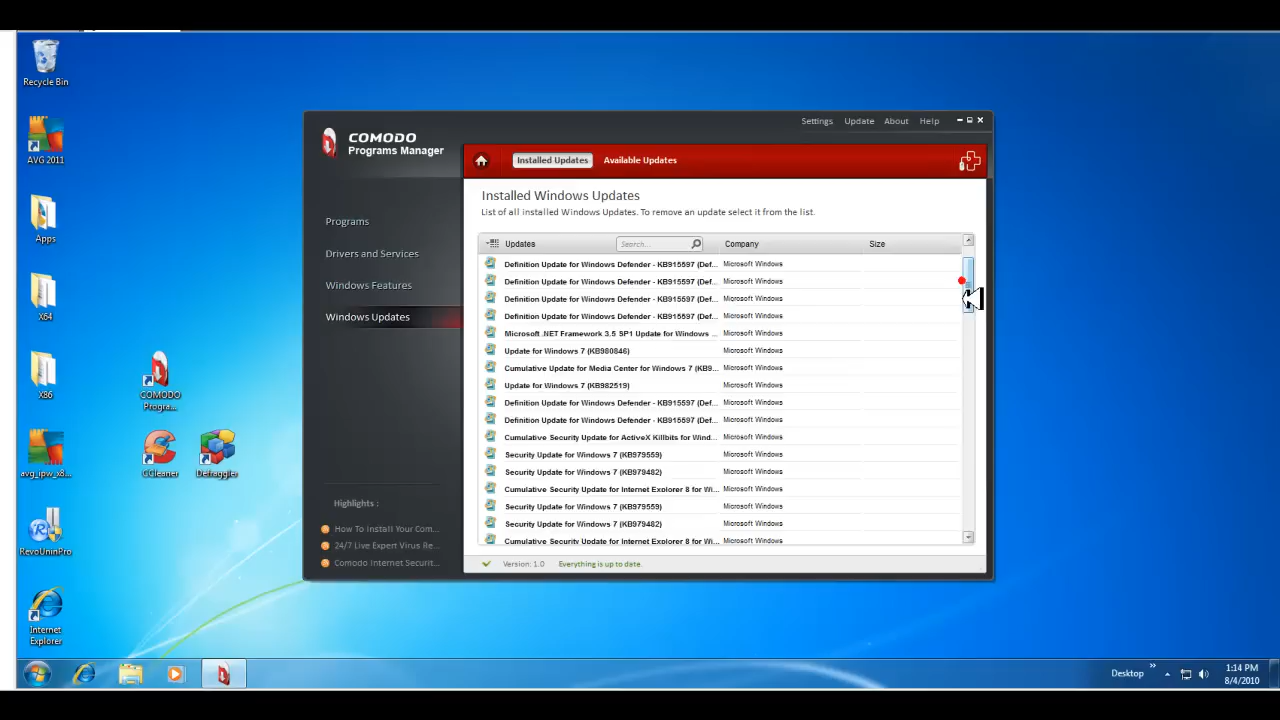 Recycle Bin
AVG 2011
Apps
X64
X86
COMODO
Progra...
avg_ipw_x8...
CCleaner
Defraggler
RevoUninPro
Internet
Explorer
COMODO
Programs Manager
Settings
Update
About
Help
Installed Updates
Available Updates
Programs
Drivers and Services
Windows Features
Windows Updates
Installed Windows Updates
List of all installed Windows Updates. To remove an update select it from the list.
Updates Search... Company Size
Definition Update for Windows Defender - KB915597 (Def... Microsoft Windows
Definition Update for Windows Defender - KB915597 (Def... Microsoft Windows
Definition Update for Windows Defender - KB915597 (Def... Microsoft Windows
Definition Update for Windows Defender - KB915597 (Def... Microsoft Windows
Microsoft .NET Framework 3.5 SP1 Update for Windows ... Microsoft Windows
Update for Windows 7 (KB980846) Microsoft Windows
Cumulative Update for Media Center for Windows 7 (KB9... Microsoft Windows
Update for Windows 7 (KB982519) Microsoft Windows
Definition Update for Windows Defender - KB915597 (Def... Microsoft Windows
Definition Update for Windows Defender - KB915597 (Def... Microsoft Windows
Cumulative Security Update for ActiveX Killbits for Wind... Microsoft Windows
Security Update for Windows 7 (KB979559) Microsoft Windows
Security Update for Windows 7 (KB979482) Microsoft Windows
Cumulative Security Update for Internet Explorer 8 for Wi... Microsoft Windows
Security Update for Windows 7 (KB979559) Microsoft Windows
Security Update for Windows 7 (KB979482) Microsoft Windows
Cumulative Security Update for Internet Explorer 8 for Wi... Microsoft Windows
Highlights :
How To Install Your Com...
24/7 Live Expert Virus Re...
Comodo Internet Securit...
Version: 1.0 Everything is up to date.
Desktop
1:14 PM
8/4/2010